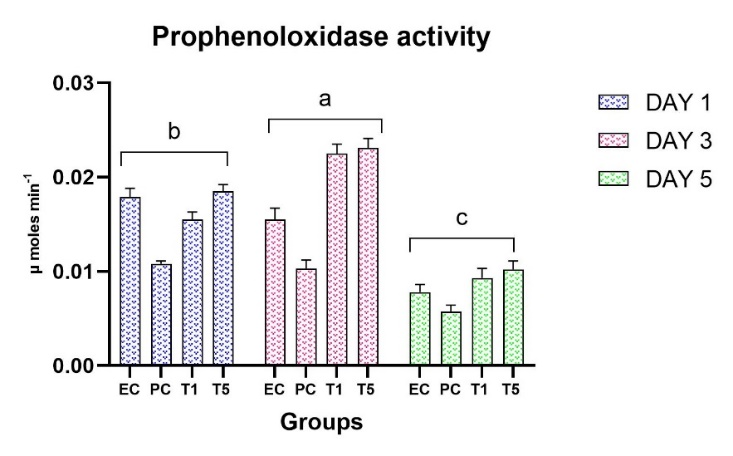 Prophenoloxidase activity
0.03
0.02
0.01
0.00
μ moles min⁻¹
b
a
c
EC PC T1 T5 EC PC T1 T5 EC PC T1 T5
Groups
DAY 1
DAY 3
DAY 5